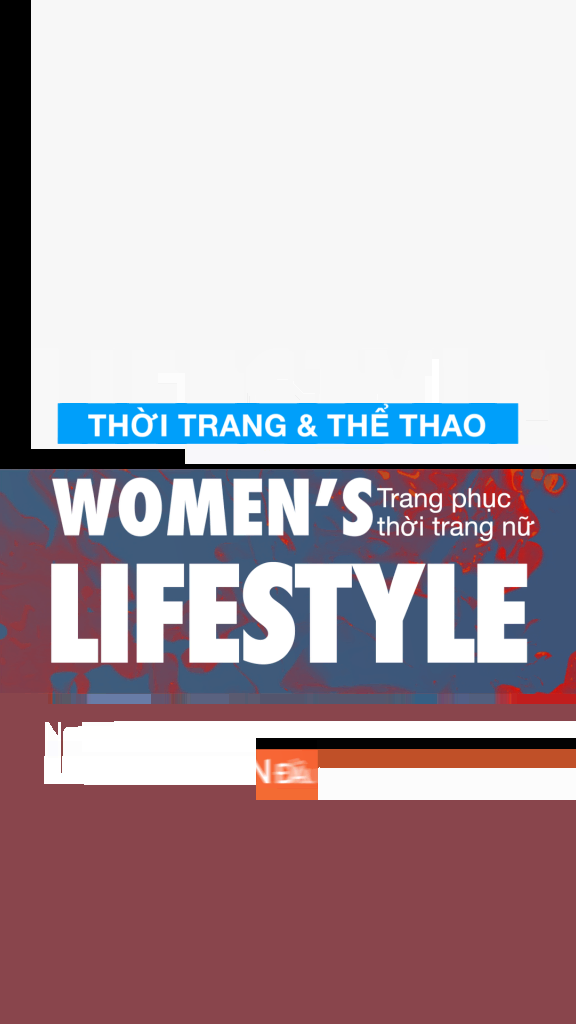 THỜI TRANG & THỂ THAO
WOMEN'S
Trang phục
thời trang nữ
LIFESTYLE